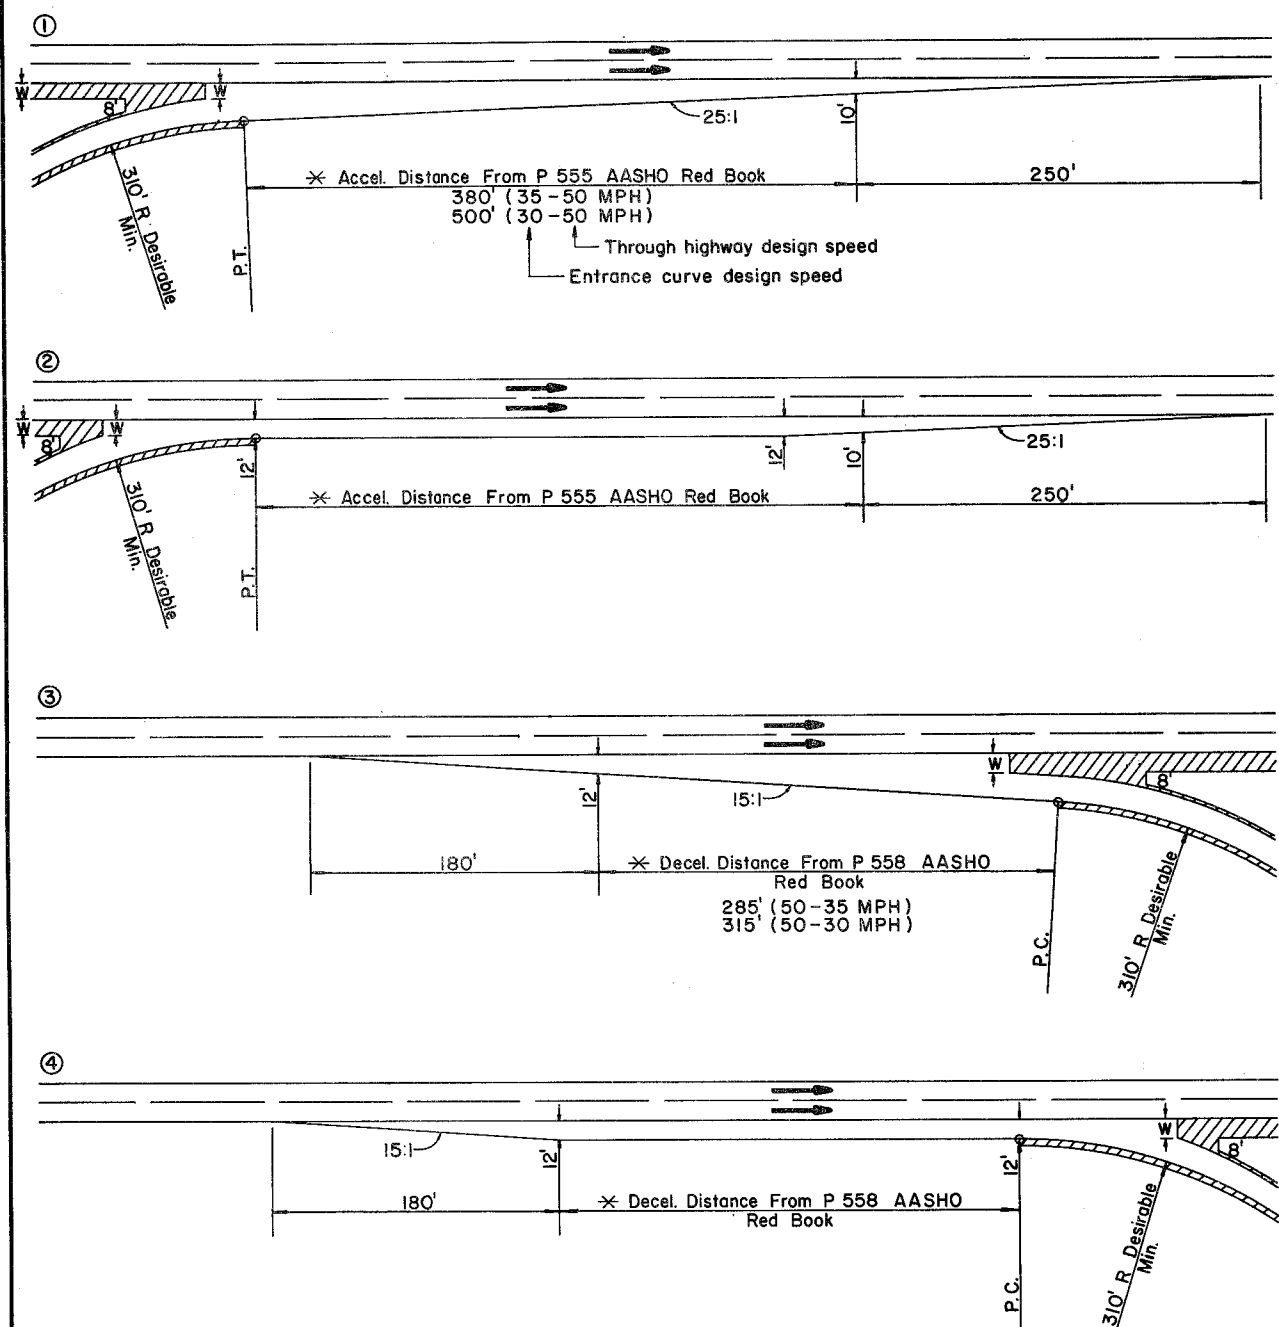 ①
W
W
8'
25:1
10'
310' R Desirable
Min.
P.T.
✳ Accel. Distance From P 555 AASHO Red Book
380' (35-50 MPH)
500' (30-50 MPH)
250'
Through highway design speed
Entrance curve design speed
②
W
W
8'
12'
12'
10'
25:1
310' R Desirable
Min.
P.T.
✳ Accel. Distance From P 555 AASHO Red Book
250'
③
12'
15:1
W
8'
180'
✳ Decel. Distance From P 558 AASHO
Red Book
285' (50-35 MPH)
315' (50-30 MPH)
P.C.
310' R Desirable
Min.
④
15:1
12'
12'
W
8'
180'
✳ Decel. Distance From P 558 AASHO
Red Book
P.C.
310' R Desirable
Min.